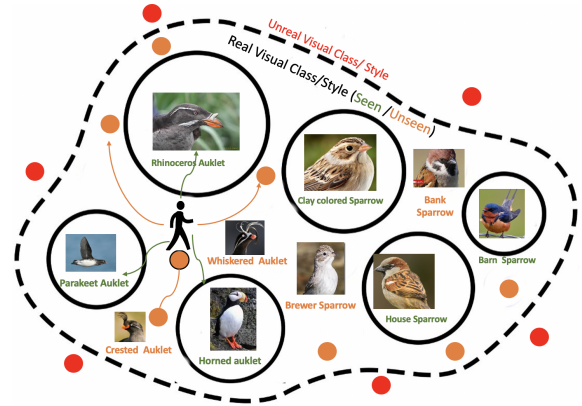 Unreal Visual Class/ Style
Real Visual Class/Style (Seen /Unseen)
Rhinoceros Auklet
Clay colored Sparrow
Bank
Sparrow
Barn Sparrow
Whiskered Auklet
Parakeet Auklet
Brewer Sparrow
House Sparrow
Crested Auklet
Horned auklet